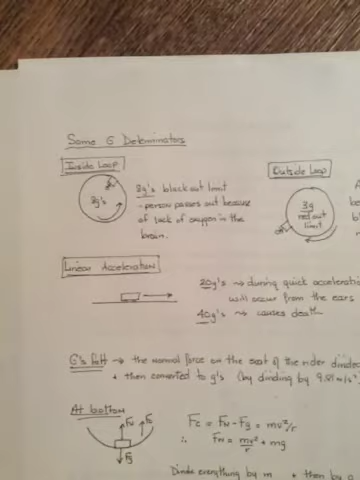 Some G Determinators
Inside Loop
8g's
8g's black out limit
- person passes out because
of lack of oxygen in the
brain.
Outside Loop
3g
red out
limit
Linear Acceleration
20g's → during quick acceleration
will occur from the ears
40g's → causes death
G's felt → the normal force on the seat of the rider divided
+ then converted to g's (by dividing by 9.81 m/s²
At bottom
FN Fc
Fg
Fc = FN - Fg = mv²/r
∴ FN = mv²/r + mg
Divide everything by m + then by g